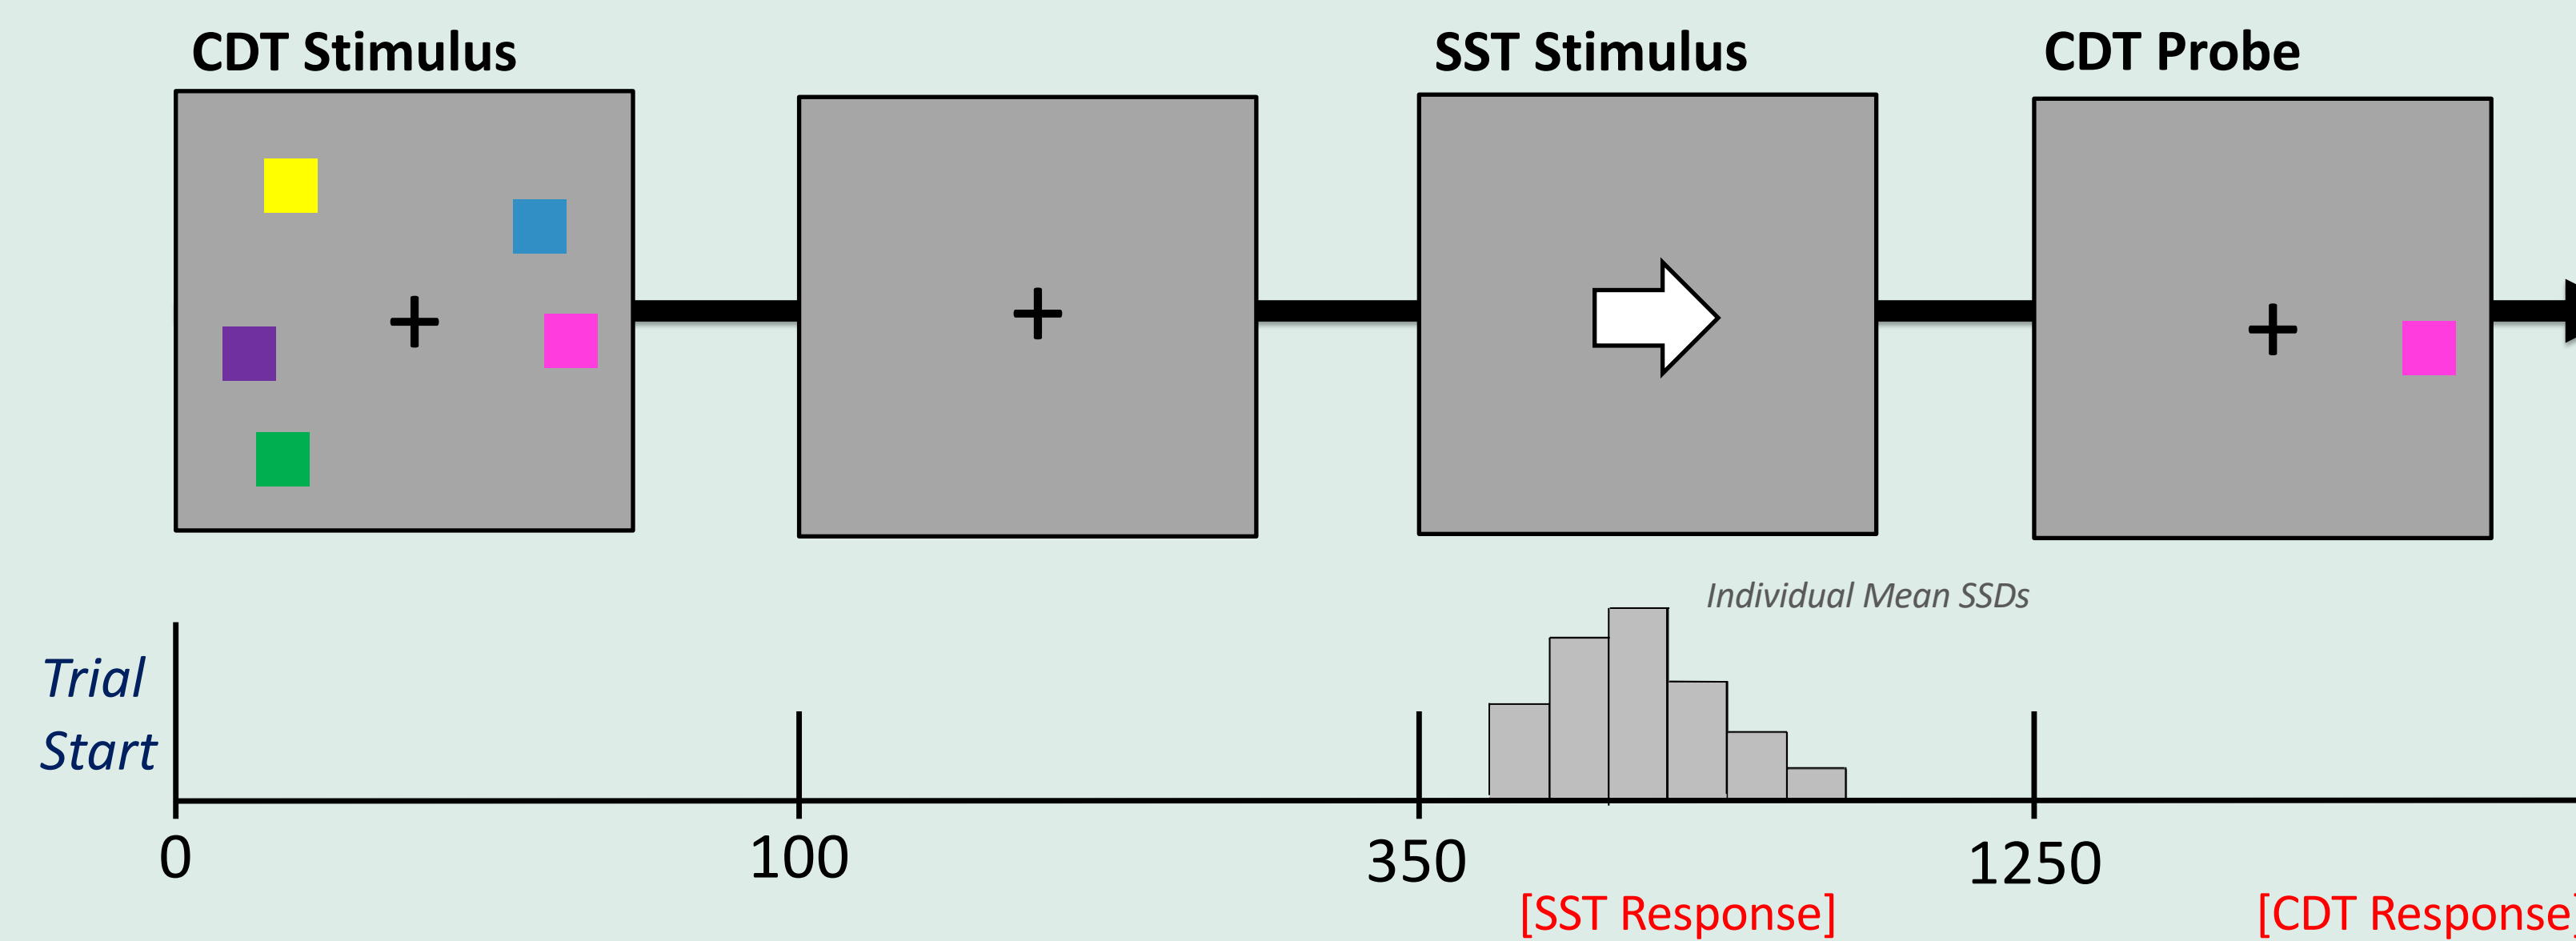 CDT Stimulus
SST Stimulus
CDT Probe
Individual Mean SSDs
Trial
Start
0
100
350
1250
[SST Response]
[CDT Response]